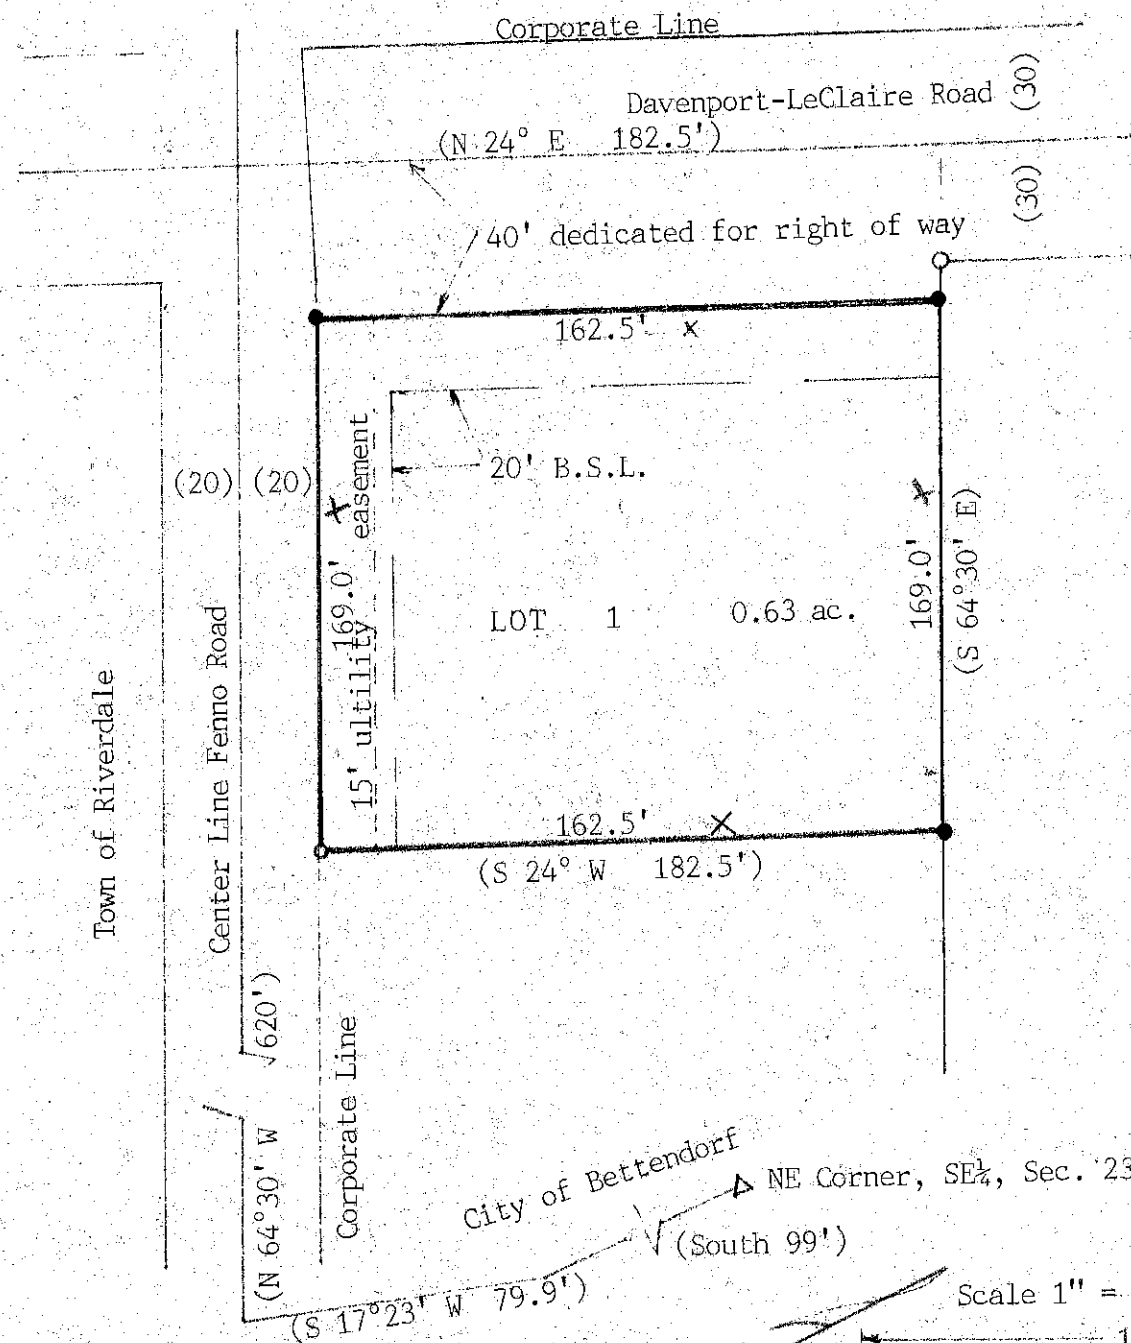 Corporate Line
Davenport-LeClaire Road (30)
(N 24° E 182.5')
(30)
40' dedicated for right of way
162.5' x
(20) (20)
20' B.S.L.
x
x
169.0'
15' ultility easement
LOT 1 0.63 ac.
169.0'
(S 64°30' E)
Town of Riverdale
Center Line Fenno Road
162.5' X
(S 24° W 182.5')
(N 64°30' W 620')
Corporate Line
City of Bettendorf
NE Corner, SE¼, Sec. 23
(South 99')
(S 17°23' W 79.9')
Scale 1" =
1